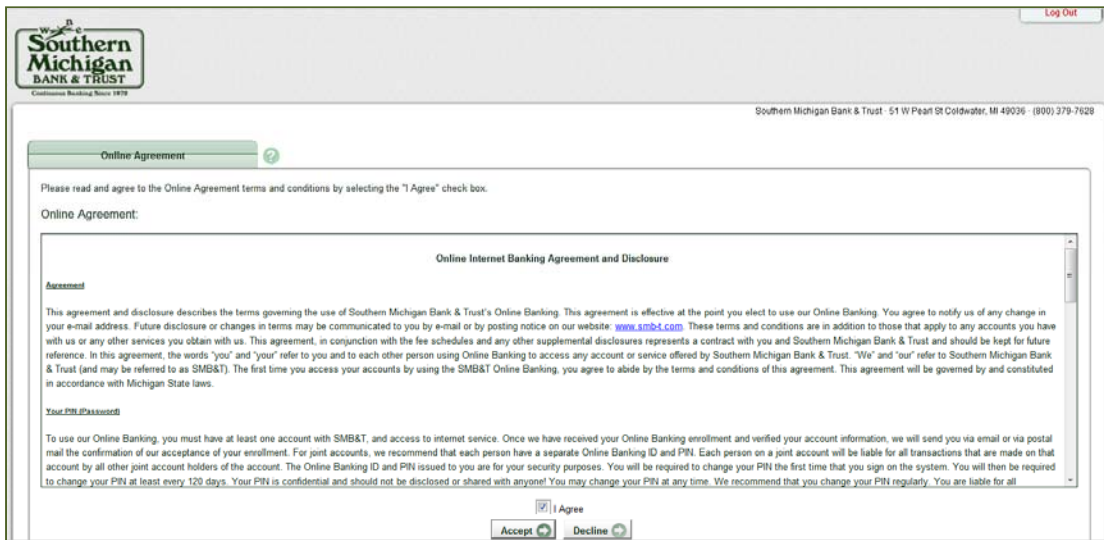 Log Out
w n e
Southern
Michigan
BANK & TRUST
Continuous Banking Since 1872
Southern Michigan Bank & Trust - 51 W Pearl St Coldwater, MI 49036 - (800) 379-7628
Online Agreement
Please read and agree to the Online Agreement terms and conditions by selecting the "I Agree" check box.
Online Agreement:
Online Internet Banking Agreement and Disclosure
Agreement
This agreement and disclosure describes the terms governing the use of Southern Michigan Bank & Trust's Online Banking. This agreement is effective at the point you elect to use our Online Banking. You agree to notify us of any change in
your e-mail address. Future disclosure or changes in terms may be communicated to you by e-mail or by posting notice on our website: www.smb-t.com. These terms and conditions are in addition to those that apply to any accounts you have
with us or any other services you obtain with us. This agreement, in conjunction with the fee schedules and any other supplemental disclosures represents a contract with you and Southern Michigan Bank & Trust and should be kept for future
reference. In this agreement, the words "you" and "your" refer to you and to each other person using Online Banking to access any account or service offered by Southern Michigan Bank & Trust. "We" and "our" refer to Southern Michigan Bank
& Trust (and may be referred to as SMB&T). The first time you access your accounts by using the SMB&T Online Banking, you agree to abide by the terms and conditions of this agreement. This agreement will be governed by and constituted
in accordance with Michigan State laws.
Your PIN (Password)
To use our Online Banking, you must have at least one account with SMB&T, and access to internet service. Once we have received your Online Banking enrollment and verified your account information, we will send you via email or via postal
mail the confirmation of our acceptance of your enrollment. For joint accounts, we recommend that each person have a separate Online Banking ID and PIN. Each person on a joint account will be liable for all transactions that are made on that
account by all other joint account holders of the account. The Online Banking ID and PIN issued to you are for your security purposes. You will be required to change your PIN the first time that you sign on the system. You will then be required
to change your PIN at least every 120 days. Your PIN is confidential and should not be disclosed or shared with anyone! You may change your PIN at any time. We recommend that you change your PIN regularly. You are liable for all
I Agree
Accept
Decline